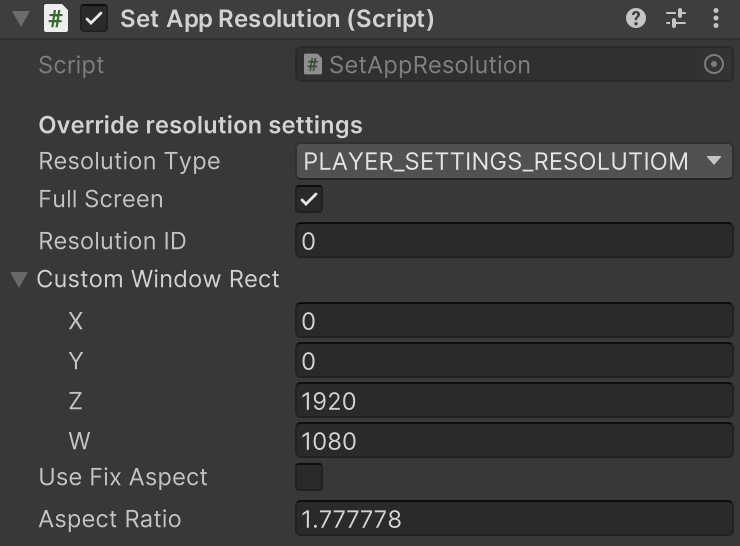 # Set App Resolution (Script)
Script # SetAppResolution
Override resolution settings
Resolution Type PLAYER_SETTINGS_RESOLUTIOM
Full Screen
Resolution ID 0
Custom Window Rect
X 0
Y 0
Z 1920
W 1080
Use Fix Aspect
Aspect Ratio 1.777778